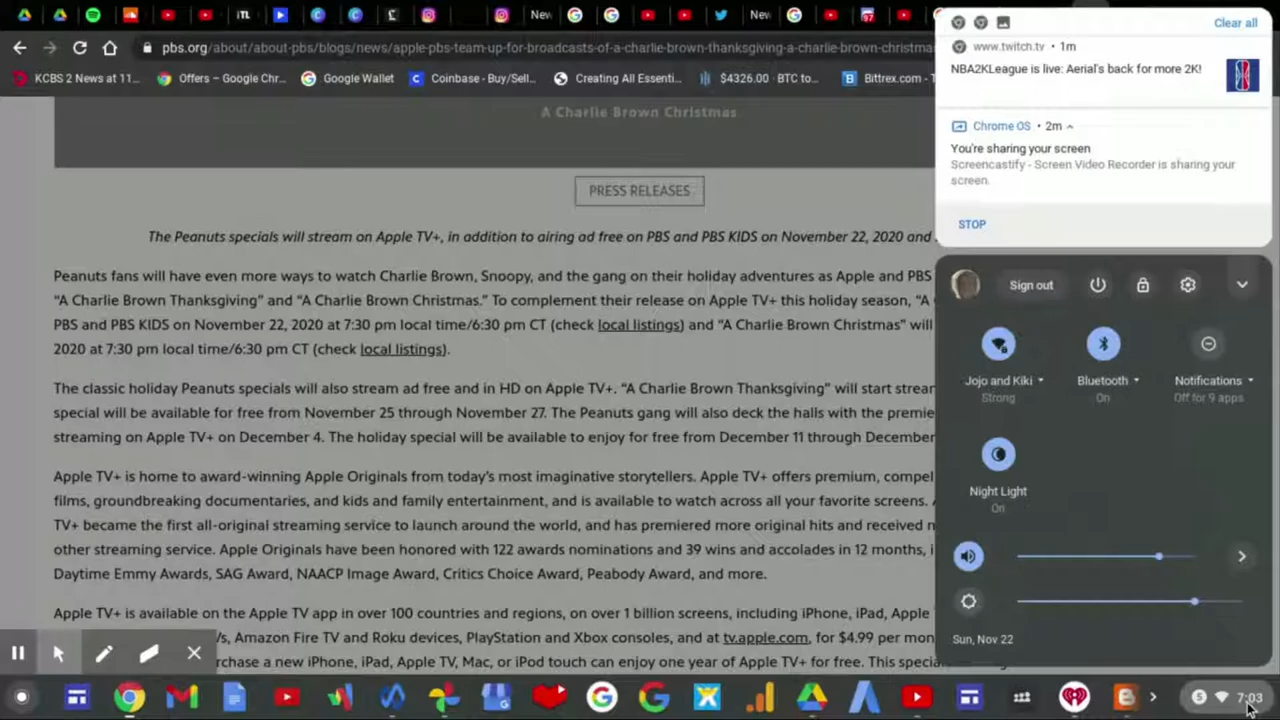 iTL
New
New
97
pbs.org/about/about-pbs/blogs/news/apple-pbs-team-up-for-broadcasts-of-a-charlie-brown-thanksgiving-a-charlie-brown-christmas
KCBS 2 News at 11...
Offers – Google Chr...
Google Wallet
Coinbase - Buy/Sell...
Creating All Essenti...
$4326.00 · BTC to...
Bittrex.com -
A Charlie Brown Christmas
PRESS RELEASES
The Peanuts specials will stream on Apple TV+, in addition to airing ad free on PBS and PBS KIDS on November 22, 2020 and
Peanuts fans will have even more ways to watch Charlie Brown, Snoopy, and the gang on their holiday adventures as Apple and PBS
“A Charlie Brown Thanksgiving” and “A Charlie Brown Christmas.” To complement their release on Apple TV+ this holiday season, “A
PBS and PBS KIDS on November 22, 2020 at 7:30 pm local time/6:30 pm CT (check local listings) and “A Charlie Brown Christmas” will
2020 at 7:30 pm local time/6:30 pm CT (check local listings).
The classic holiday Peanuts specials will also stream ad free and in HD on Apple TV+. “A Charlie Brown Thanksgiving” will start
special will be available for free from November 25 through November 27. The Peanuts gang will also deck the halls with the
streaming on Apple TV+ on December 4. The holiday special will be available to enjoy for free from December 11 through December
Apple TV+ is home to award-winning Apple Originals from today’s most imaginative storytellers. Apple TV+ offers premium,
films, groundbreaking documentaries, and kids and family entertainment, and is available to watch across all your favorite screens.
TV+ became the first all-original streaming service to launch around the world, and has premiered more original hits and received
other streaming service. Apple Originals have been honored with 122 awards nominations and 39 wins and accolades in 12 months,
Daytime Emmy Awards, SAG Award, NAACP Image Award, Critics Choice Award, Peabody Award, and more.
Apple TV+ is available on the Apple TV app in over 100 countries and regions, on over 1 billion screens, including iPhone, iPad, Apple
Amazon Fire TV and Roku devices, PlayStation and Xbox consoles, and at tv.apple.com, for $4.99 per
a new iPhone, iPad, Apple TV, Mac, or iPod touch can enjoy one year of Apple TV+ for free. This
Clear all
www.twitch.tv • 1m
NBA2KLeague is live: Aerial's back for more 2K!
Chrome OS • 2m
You're sharing your screen
Screencastify - Screen Video Recorder is sharing your
screen.
STOP
Sign out
Jojo and Kiki
Strong
Bluetooth
On
Notifications
Off for 9 apps
Night Light
On
Sun, Nov 22
7:03